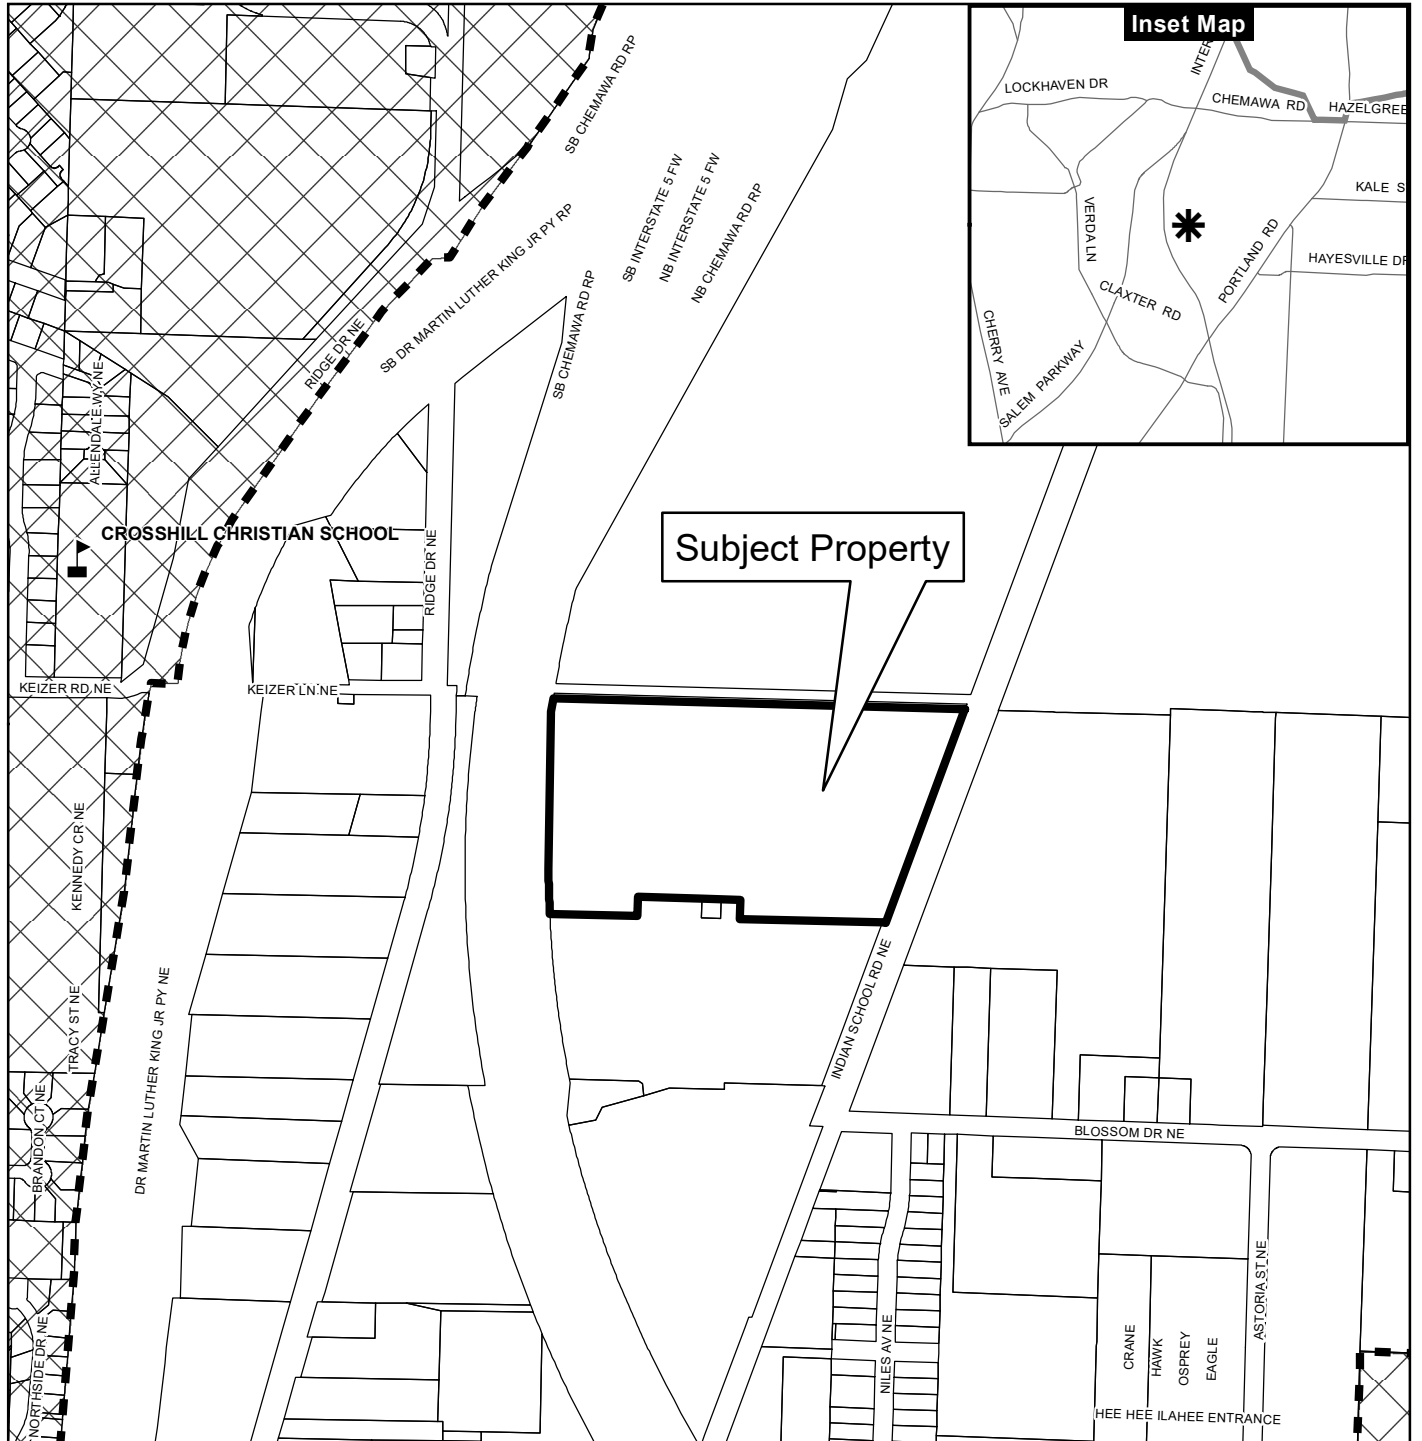 Inset Map
INTER
LOCKHAVEN DR
CHEMAWA RD
HAZELGREE
KALE S
VERDA LN
PORTLAND RD
HAYESVILLE DR
CLAXTER RD
CHERRY AVE
SALEM PARKWAY
SB CHEMAWA RD RP
SB INTERSTATE 5 FW
NB INTERSTATE 5 FW
NB CHEMAWA RD RP
SB DR MARTIN LUTHER KING JR PY RP
SB CHEMAWA RD RP
RIDGE DR NE
ALLENDALE WY NE
CROSSHILL CHRISTIAN SCHOOL
RIDGE DR NE
Subject Property
KEIZER RD NE
KEIZER LN NE
KENNEDY CR NE
TRACY ST NE
DR MARTIN LUTHER KING JR PY NE
INDIAN SCHOOL RD NE
BRANDON CT NE
BLOSSOM DR NE
NORTHSIDE DR NE
NILES AV NE
ASTORIA ST NE
CRANE
HAWK
OSPREY
EAGLE
HEE HEE ILAHEE ENTRANCE